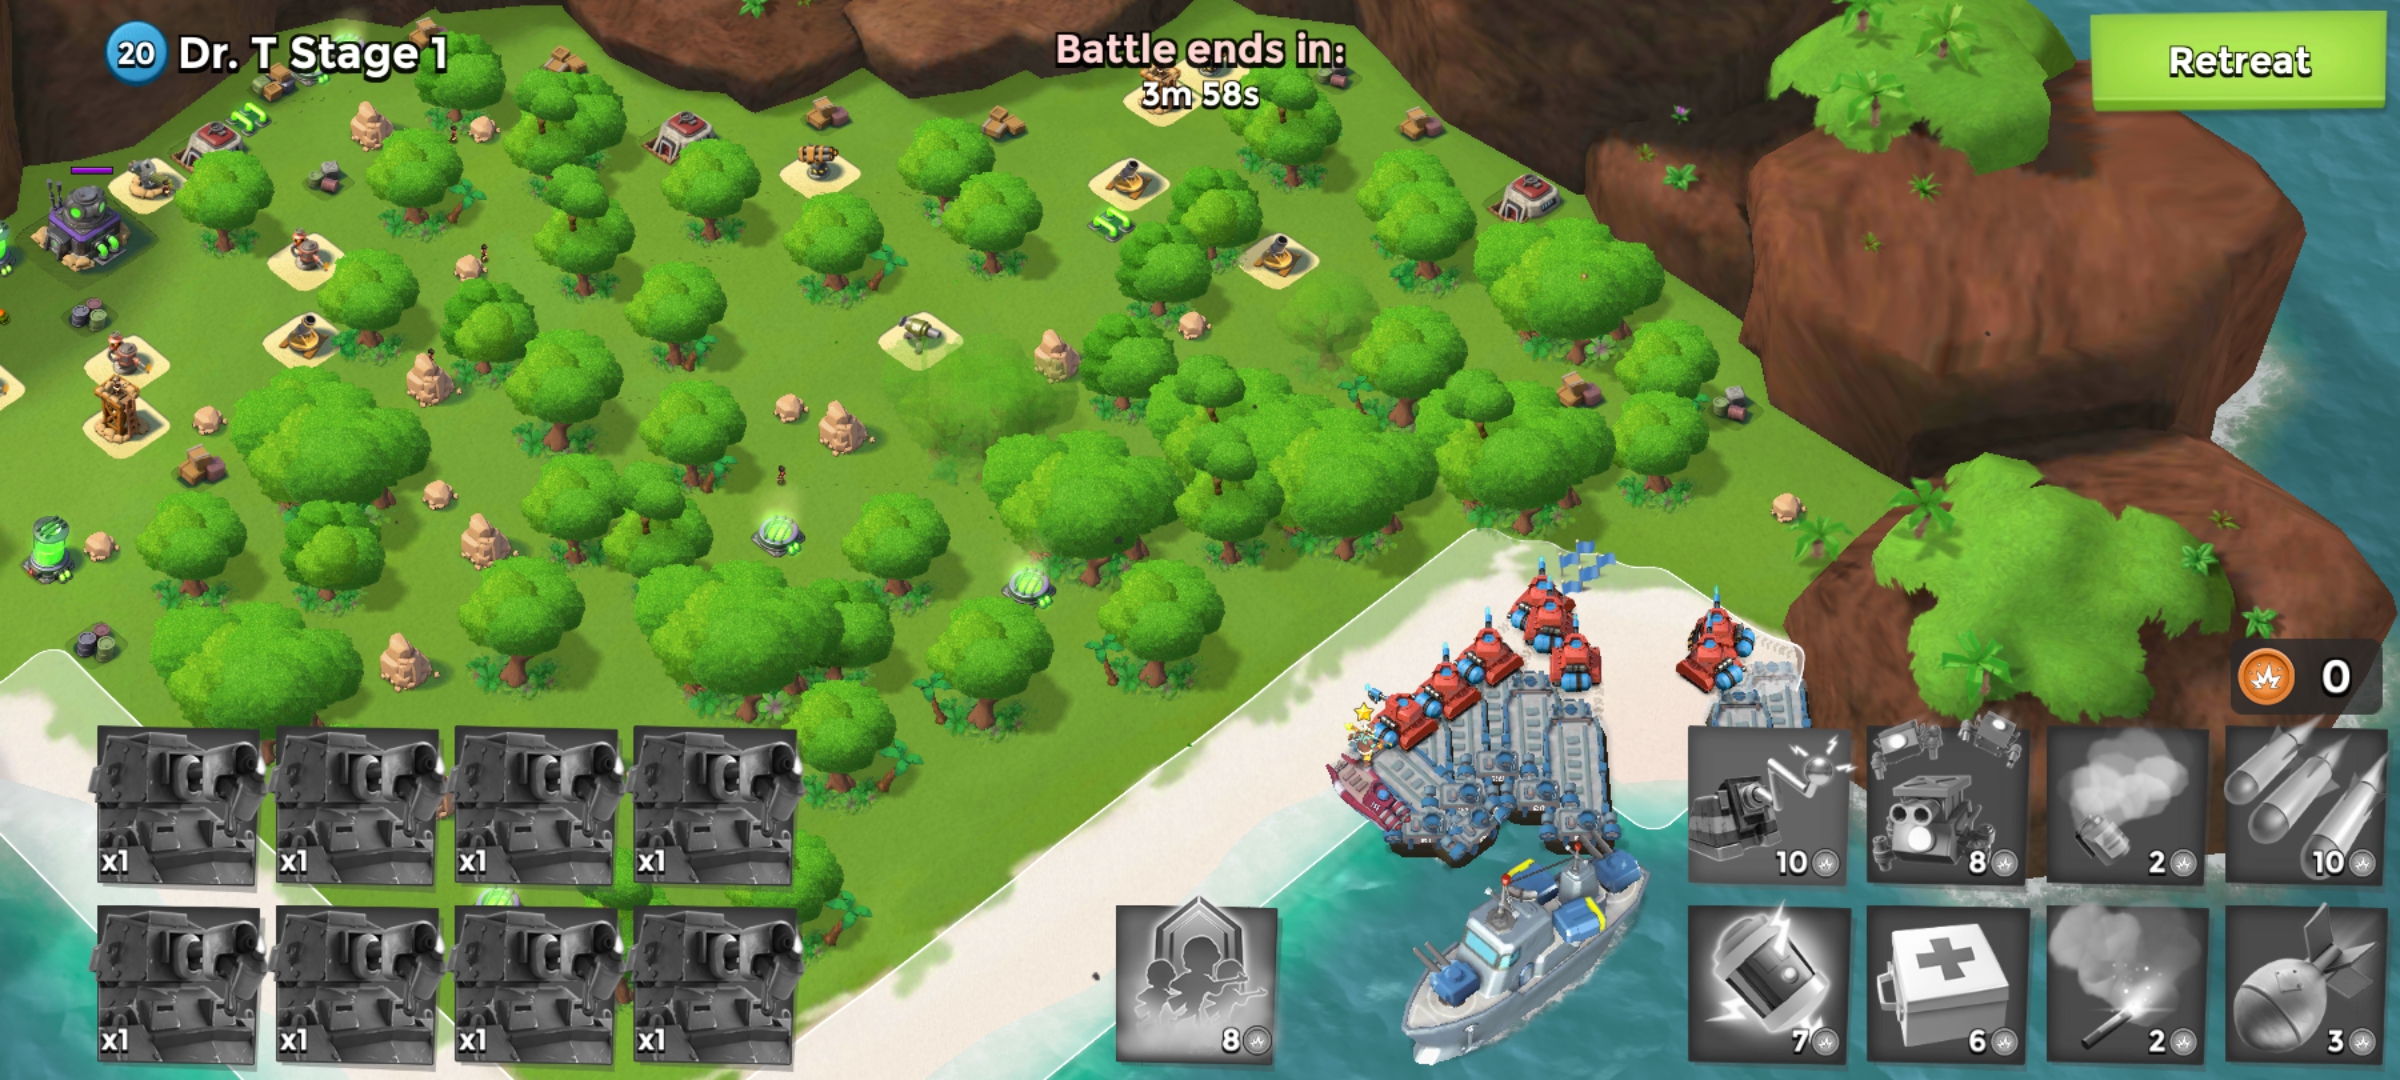 20 Dr. T Stage 1
Battle ends in:
3m 58s
Retreat
0
x1 x1 x1 x1
10 8 2 10
x1 x1 x1 x1
8
7 6 2 3